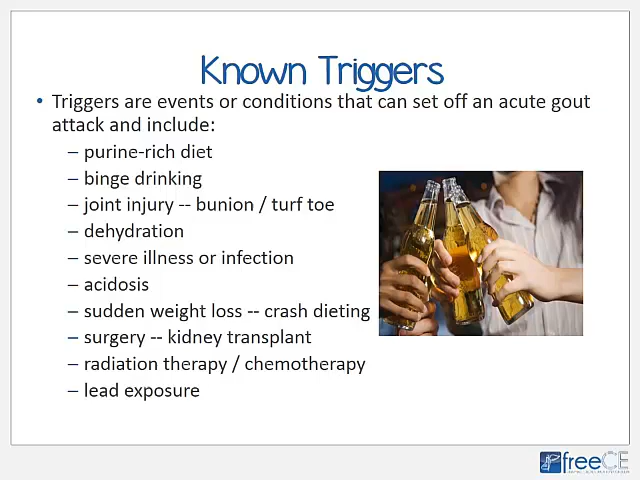 Known Triggers
• Triggers are events or conditions that can set off an acute gout
attack and include:
– purine-rich diet
– binge drinking
– joint injury -- bunion / turf toe
– dehydration
– severe illness or infection
– acidosis
– sudden weight loss -- crash dieting
– surgery -- kidney transplant
– radiation therapy / chemotherapy
– lead exposure
freeCE